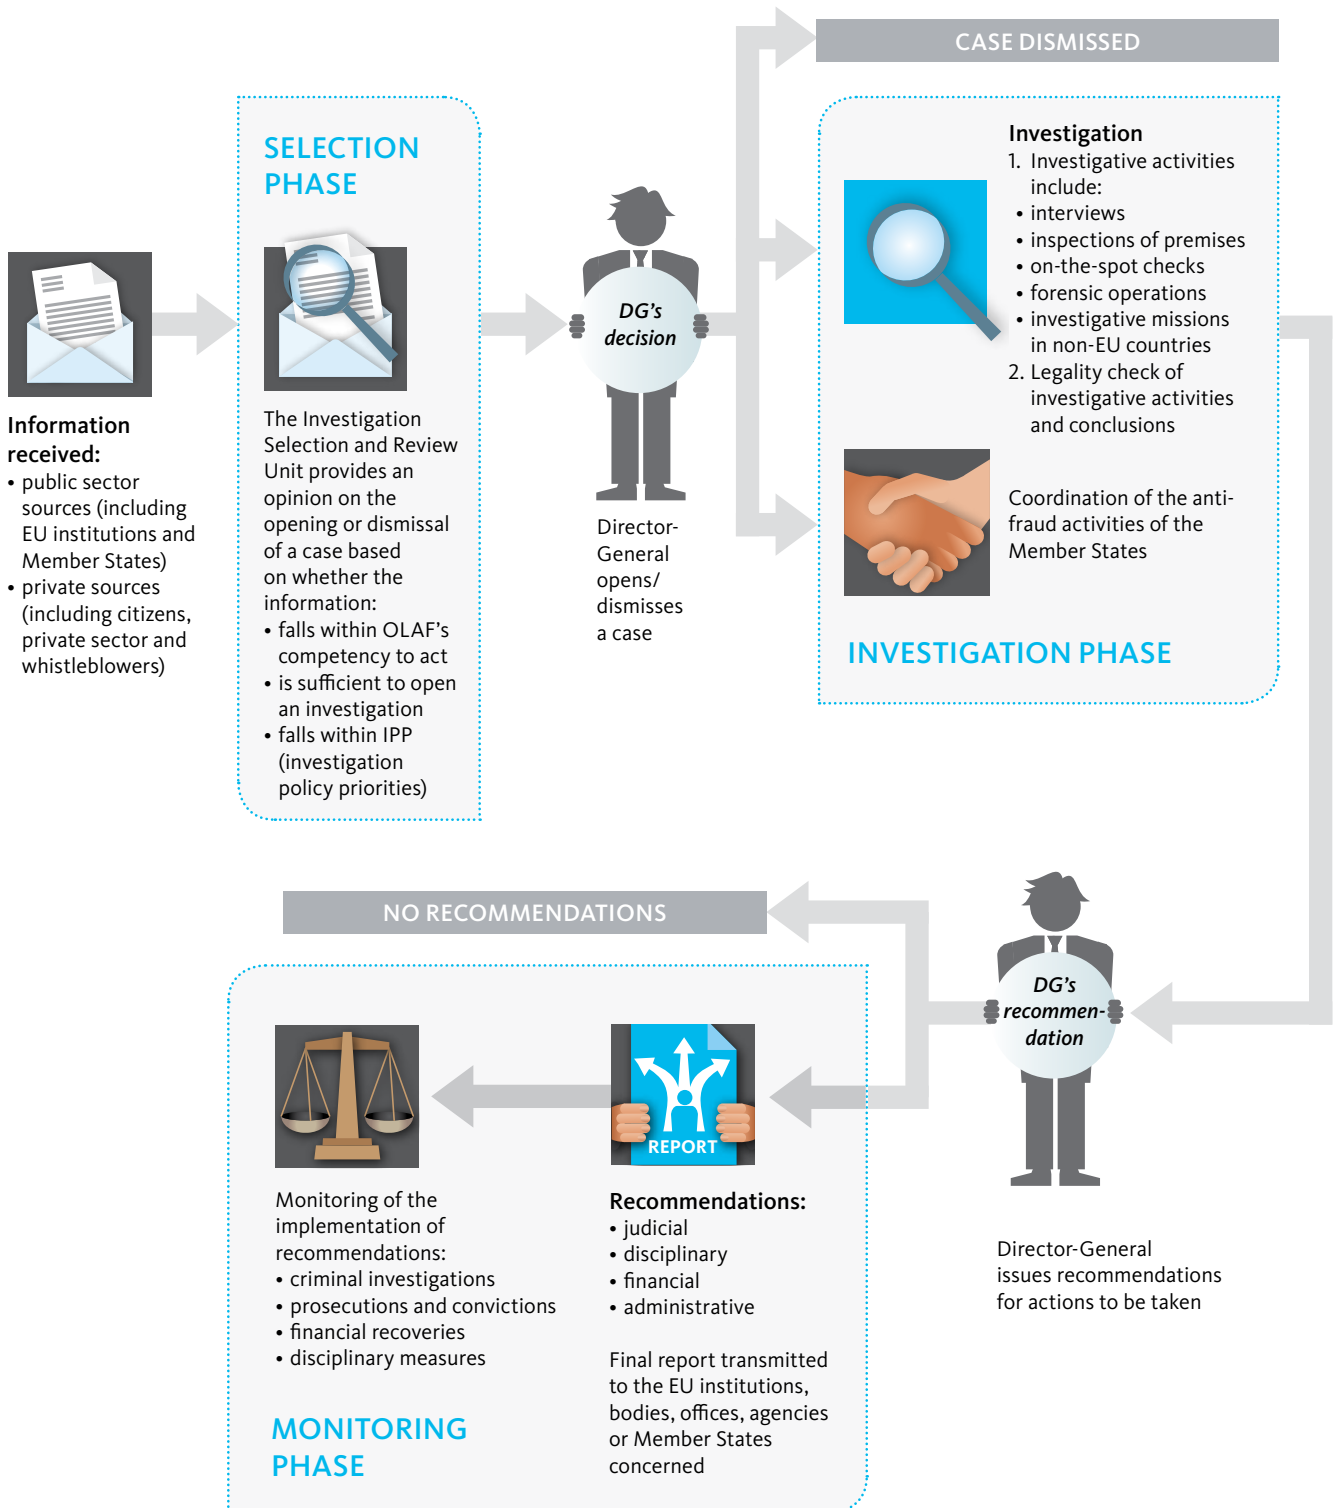 CASE DISMISSED
SELECTION
PHASE
Information
received:
• public sector
sources (including
EU institutions and
Member States)
• private sources
(including citizens,
private sector and
whistleblowers)
The Investigation
Selection and Review
Unit provides an
opinion on the
opening or dismissal
of a case based
on whether the
information:
• falls within OLAF's
competency to act
• is sufficient to open
an investigation
• falls within IPP
(investigation
policy priorities)
DG's
decision
Director-
General
opens/
dismisses
a case
Investigation
1. Investigative activities
include:
• interviews
• inspections of premises
• on-the-spot checks
• forensic operations
• investigative missions
in non-EU countries
2. Legality check of
investigative activities
and conclusions
Coordination of the anti-
fraud activities of the
Member States
INVESTIGATION PHASE
DG's
recommen-
dation
Director-General
issues recommendations
for actions to be taken
NO RECOMMENDATIONS
REPORT
Recommendations:
• judicial
• disciplinary
• financial
• administrative
Final report transmitted
to the EU institutions,
bodies, offices, agencies
or Member States
concerned
Monitoring of the
implementation of
recommendations:
• criminal investigations
• prosecutions and convictions
• financial recoveries
• disciplinary measures
MONITORING
PHASE